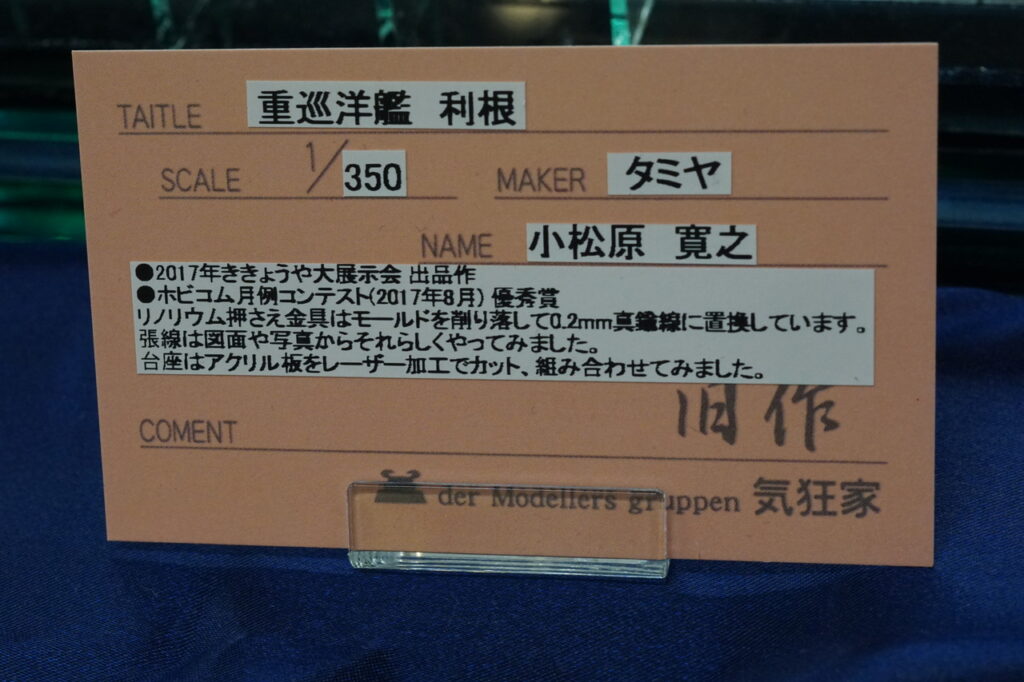 TAITLE 重巡洋艦 利根
SCALE 1/350 MAKER タミヤ
NAME 小松原 寛之
●2017年ききょうや大展示会 出品作
●ホビコム月例コンテスト(2017年8月) 優秀賞
リノリウム押さえ金具はモールドを削り落して0.2mm真鍮線に置換しています。
張線は図面や写真からそれらしくやってみました。
台座はアクリル板をレーザー加工でカット、組み合わせてみました。
旧作
COMENT
der Modellers gruppen 気狂家